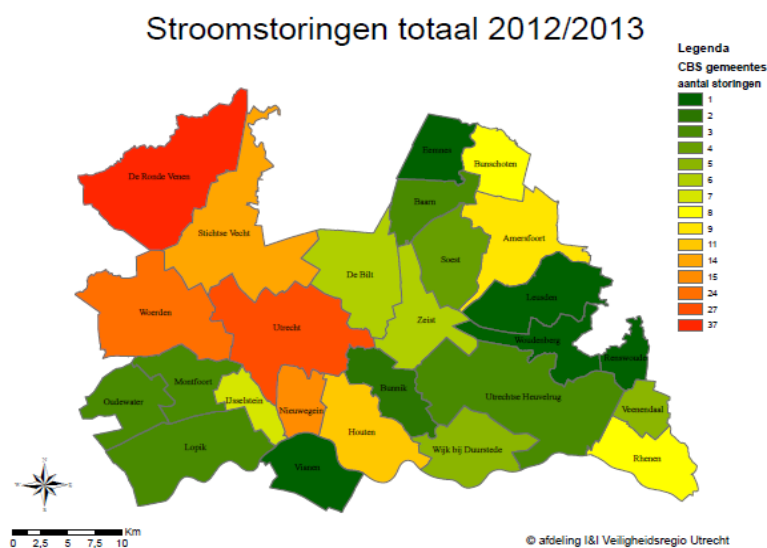 Stroomstoringen totaal 2012/2013
Legenda
CBS gemeentes
aantal storingen
1
2
3
4
5
6
7
8
9
11
14
15
24
27
37
Eemnes
Bunschoten
De Ronde Venen
Baarn
Stichtse Vecht
Amersfoort
Soest
De Bilt
Leusden
Woerden
Zeist
Utrecht
Woudenberg
Renswoude
Montfoort
Bunnik
Oudewater
IJsselstein
Utrechtse Heuvelrug
Nieuwegein
Veenendaal
Houten
Lopik
Wijk bij Duurstede
Rhenen
Vianen
N
W
Km
0 2,5 5 7,5 10
© afdeling I&I Veiligheidsregio Utrecht